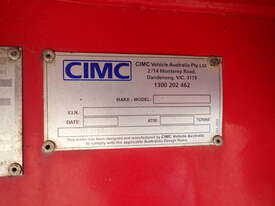 CIMC
CIMC Vehicle Australia Pty Ltd
2/14 Monterey Road,
Dandenong, VIC, 3175
1300 202 462
MAKE - MODEL:
V.I.N.
DATE: ATM: TONNE
This trailer has been designed and manufactured by CIMC Vehicle Australia
to comply with the applicable Australian Design Rules